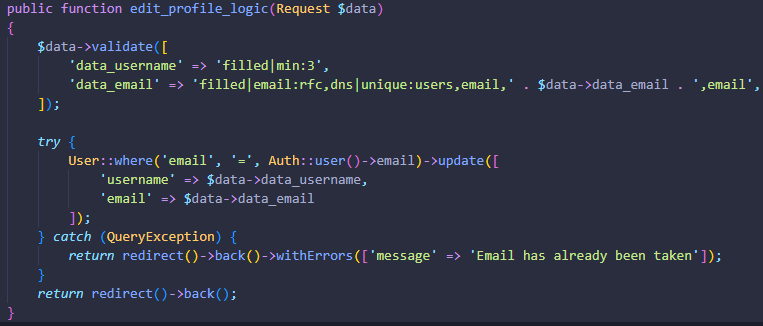 public function edit_profile_logic(Request $data)
{
    $data->validate([
        'data_username' => 'filled|min:3',
        'data_email' => 'filled|email:rfc,dns|unique:users,email,' . $data->data_email . ',email',
    ]);

    try {
        User::where('email', '=', Auth::user()->email)->update([
            'username' => $data->data_username,
            'email' => $data->data_email
        ]);
    } catch (QueryException) {
        return redirect()->back()->withErrors(['message' => 'Email has already been taken']);
    }
    return redirect()->back();
}